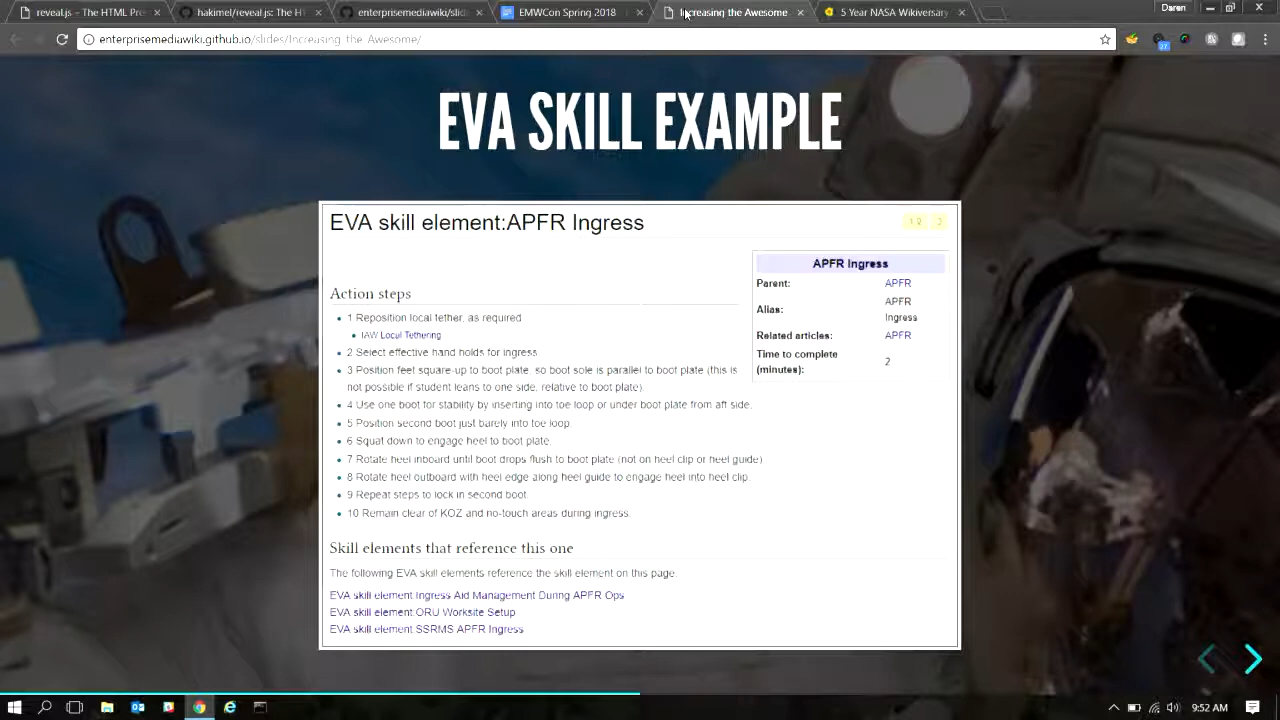 reveal.js - The HTML Pre
hakimel/reveal.js: The H
enterprisemediawiki/slid
EMWCon Spring 2018
Increasing the Awesome
5 Year NASA Wikiversary
Daren
enterprisemediawiki.github.io/slides/Increasing_the_Awesome/
EVA SKILL EXAMPLE
EVA skill element:APFR Ingress
APFR Ingress
Parent: APFR
Alias: APFR
Ingress
Related articles: APFR
Time to complete
(minutes): 2
Action steps
1 Reposition local tether, as required
IAW Local Tethering
2 Select effective hand holds for ingress
3 Position feet square-up to boot plate, so boot sole is parallel to boot plate (this is
not possible if student leans to one side, relative to boot plate).
4 Use one boot for stability by inserting into toe loop or under boot plate from aft side.
5 Position second boot just barely into toe loop.
6 Squat down to engage heel to boot plate.
7 Rotate heel inboard until boot drops flush to boot plate (not on heel clip or heel guide)
8 Rotate heel outboard with heel edge along heel guide to engage heel into heel clip.
9 Repeat steps to lock in second boot.
10 Remain clear of KOZ and no-touch areas during ingress.
Skill elements that reference this one
The following EVA skill elements reference the skill element on this page:
EVA skill element:Ingress Aid Management During APFR Ops
EVA skill element:ORU Worksite Setup
EVA skill element:SSRMS APFR Ingress
9:52 AM